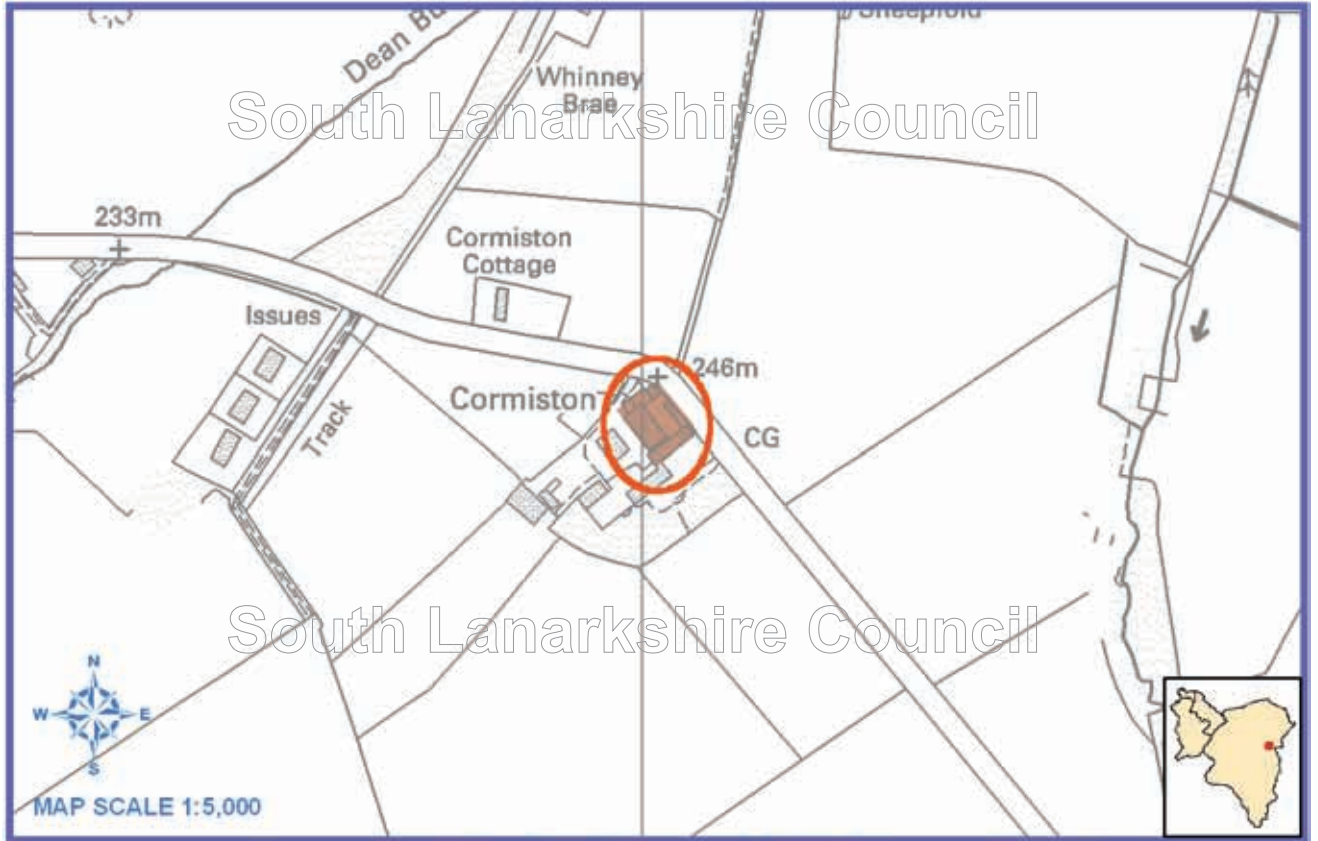 Sheepfold
Dean Bu
Whinney
Brae
South Lanarkshire Council
233m
Cormiston
Cottage
Issues
246m
Cormiston
Track
CG
South Lanarkshire Council
N
W
E
S
MAP SCALE 1:5,000